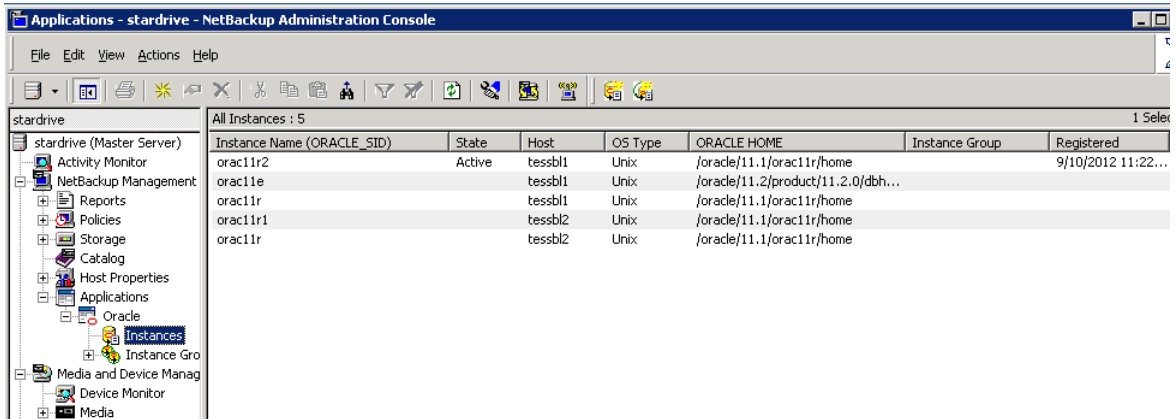 Applications - stardrive - NetBackup Administration Console
File Edit View Actions Help
stardrive
All Instances : 5
1 Selec
stardrive (Master Server)
Activity Monitor
NetBackup Management
Reports
Policies
Storage
Catalog
Host Properties
Applications
Oracle
Instances
Instance Gro
Media and Device Manag
Device Monitor
Media
Instance Name (ORACLE_SID) State Host OS Type ORACLE HOME Instance Group Registered
orac11r2 Active tessbl1 Unix /oracle/11.1/orac11r/home 9/10/2012 11:22...
orac11e tessbl1 Unix /oracle/11.2/product/11.2.0/dbh...
orac11r tessbl1 Unix /oracle/11.1/orac11r/home
orac11r1 tessbl2 Unix /oracle/11.1/orac11r/home
orac11r tessbl2 Unix /oracle/11.1/orac11r/home